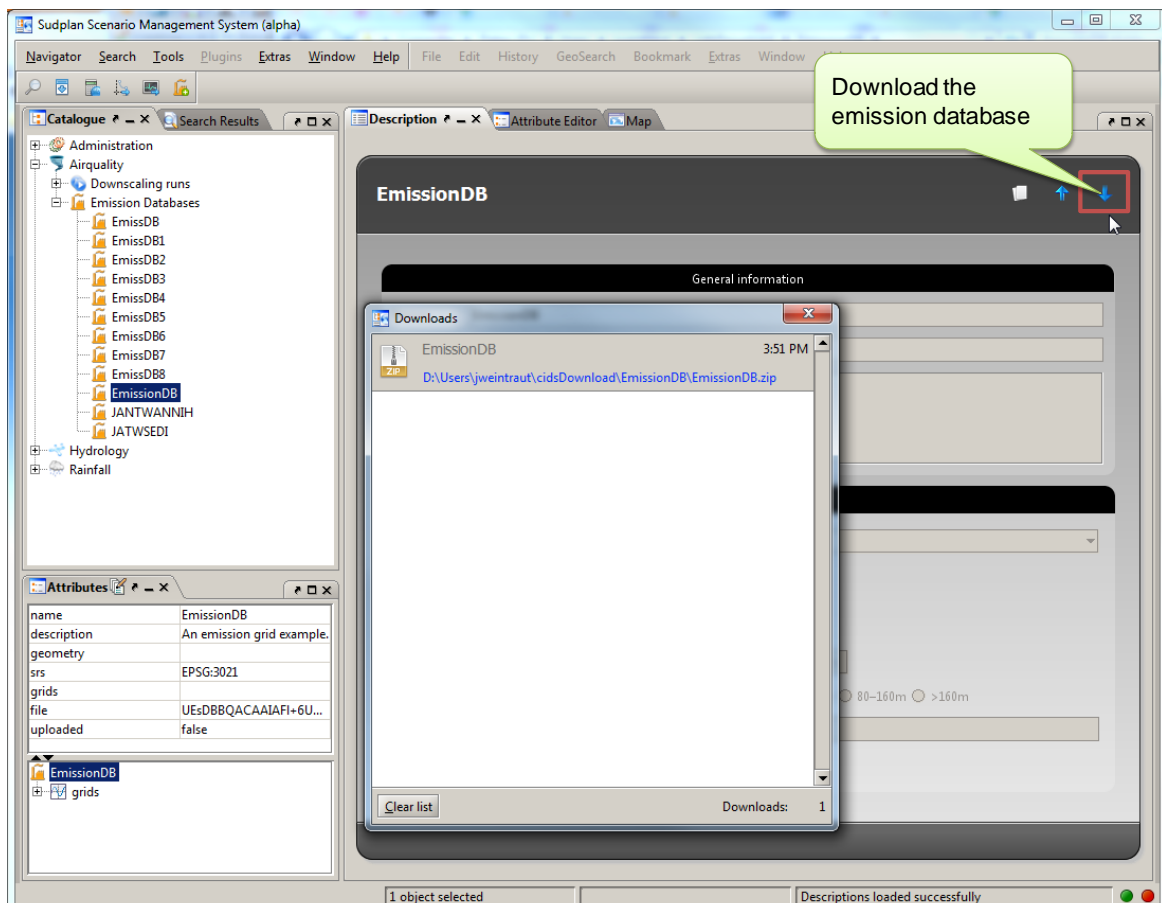 Sudplan Scenario Management System (alpha)
Navigator Search Tools Plugins Extras Window Help File Edit History GeoSearch Bookmark Extras Window
Download the
emission database
Catalogue
Search Results
Description
Attribute Editor
Map
Administration
Airquality
Downscaling runs
Emission Databases
EmissDB
EmissDB1
EmissDB2
EmissDB3
EmissDB4
EmissDB5
EmissDB6
EmissDB7
EmissDB8
EmissionDB
JANTWANNIH
JATWSEDI
Hydrology
Rainfall
EmissionDB
General information
Downloads
EmissionDB 3:51 PM
ZIP
D:\Users\jweintraut\cidsDownload\EmissionDB\EmissionDB.zip
80–160m >160m
Clear list Downloads: 1
Attributes
name EmissionDB
description An emission grid example.
geometry
srs EPSG:3021
grids
file UEsDBBQACAAIAFI+6U...
uploaded false
EmissionDB
grids
1 object selected Descriptions loaded successfully